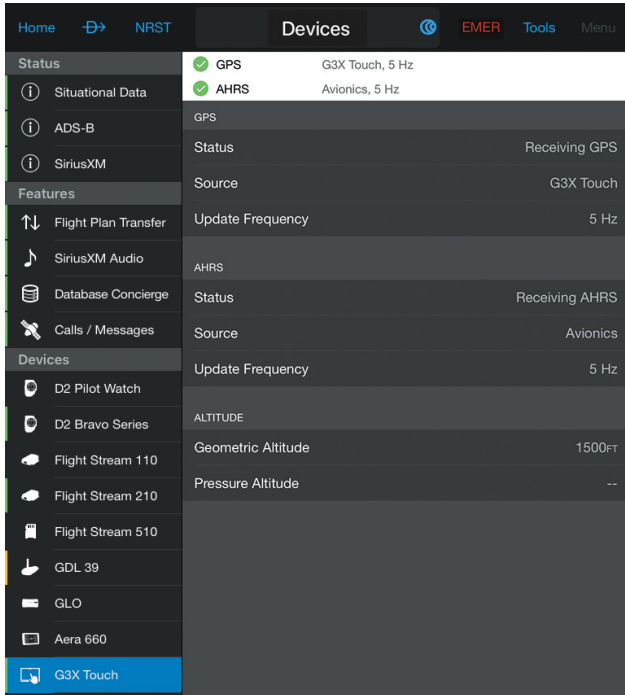 Home NRST Devices EMER Tools Menu
Status
Situational Data
ADS-B
SiriusXM
Features
Flight Plan Transfer
SiriusXM Audio
Database Concierge
Calls / Messages
Devices
D2 Pilot Watch
D2 Bravo Series
Flight Stream 110
Flight Stream 210
Flight Stream 510
GDL 39
GLO
Aera 660
G3X Touch
GPS G3X Touch, 5 Hz
AHRS Avionics, 5 Hz
GPS
Status Receiving GPS
Source G3X Touch
Update Frequency 5 Hz
AHRS
Status Receiving AHRS
Source Avionics
Update Frequency 5 Hz
ALTITUDE
Geometric Altitude 1500FT
Pressure Altitude --